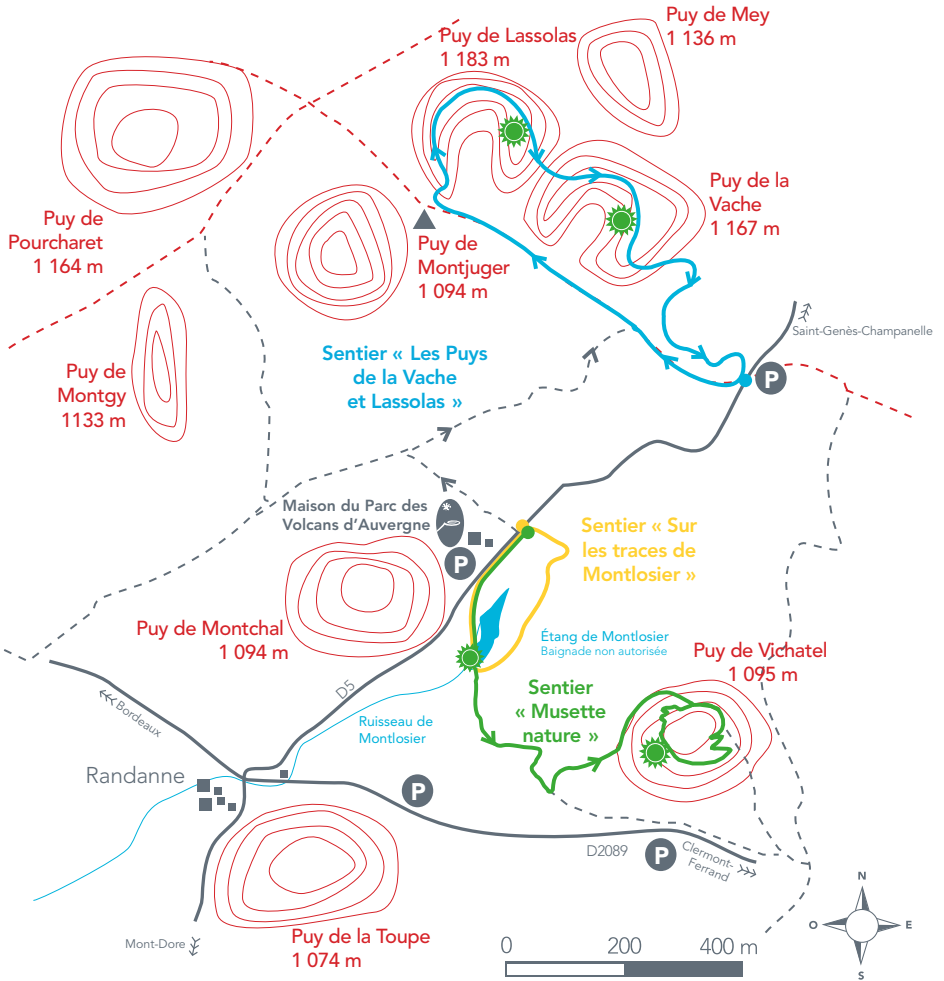 Puy de Mey
1 136 m
Puy de Lassolas
1 183 m
Puy de la
Vache
1 167 m
Puy de
Pourcharet
1 164 m
Puy de
Montjuger
1 094 m
Saint-Genès-Champanelle
P
Sentier « Les Puys
de la Vache
et Lassolas »
Puy de
Montgy
1133 m
Maison du Parc des
Volcans d'Auvergne
P
Sentier « Sur
les traces de
Montlosier »
Puy de Montchal
1 094 m
Étang de Montlosier
Baignade non autorisée
Puy de Vichatel
1 095 m
D5
Bordeaux
Ruisseau de
Montlosier
Sentier
« Musette
nature »
Randanne
P
D2089
P
Clermont-
Ferrand
Mont-Dore
Puy de la Toupe
1 074 m
0 200 400 m
N
O E
S